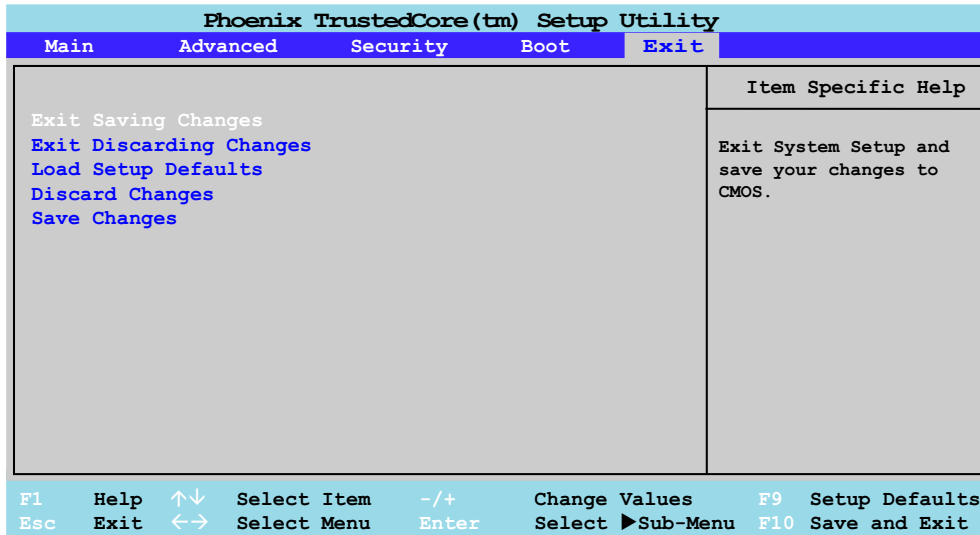 Phoenix TrustedCore(tm) Setup Utility
Main Advanced Security Boot Exit
Item Specific Help
Exit Saving Changes
Exit Discarding Changes
Load Setup Defaults
Discard Changes
Save Changes
Exit System Setup and
save your changes to
CMOS.
F1 Help ↑↓ Select Item -/+ Change Values F9 Setup Defaults
Esc Exit ←→ Select Menu Enter Select ▶Sub-Menu F10 Save and Exit